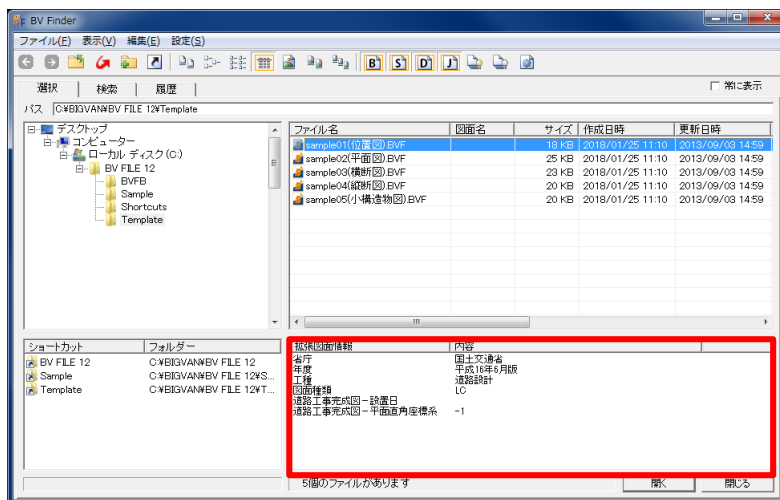 BV Finder
ファイル(F) 表示(V) 編集(E) 設定(S)
B S D J
選択 検索 履歴 常に表示
パス C:¥BIGVAN¥BV FILE 12¥Template
デスクトップ
コンピューター
ローカル ディスク (C:)
BV FILE 12
BVFB
Sample
Shortcuts
Template
ファイル名 図面名 サイズ 作成日時 更新日時
sample01(位置図).BVF 18 KB 2018/01/25 11:10 2013/09/03 14:59
sample02(平面図).BVF 25 KB 2018/01/25 11:10 2013/09/03 14:59
sample03(横断図).BVF 23 KB 2018/01/25 11:10 2013/09/03 14:59
sample04(縦断図).BVF 20 KB 2018/01/25 11:10 2013/09/03 14:59
sample05(小構造物図).BVF 20 KB 2018/01/25 11:10 2013/09/03 14:59
ショートカット フォルダー
BV FILE 12 C:¥BIGVAN¥BV FILE 12
Sample C:¥BIGVAN¥BV FILE 12¥S...
Template C:¥BIGVAN¥BV FILE 12¥T...
拡張図面情報 内容
省庁 国土交通省
年度 平成16年6月版
工種 道路設計
図面種類 LC
道路工事完成図－設置日
道路工事完成図－平面直角座標系 -1
5個のファイルがあります 開く 閉じる